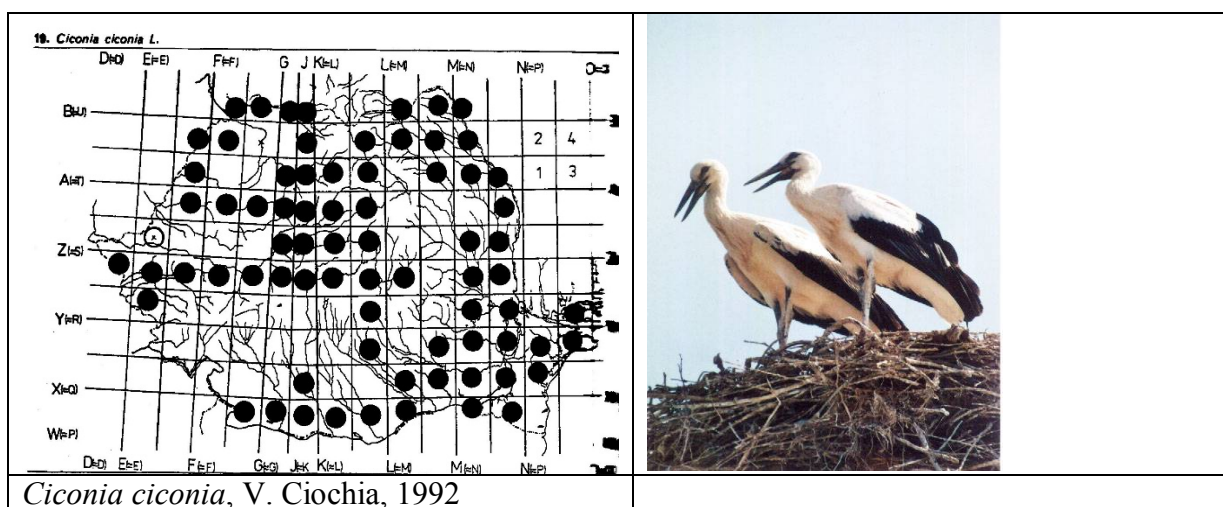 19. Ciconia ciconia L.
D(=D) E(=E) F(=F) G J K(=L) L(=M) M(=N) N(=P)
B(=U)
2 4
A(=T) 1 3
Z(=S)
Y(=R)
X(=Q)
W(=P)
D(=D) E(=E) F(=F) G(=G) J(=K K(=L) L(=M) M(=N) N(=P)
Ciconia ciconia, V. Ciochia, 1992